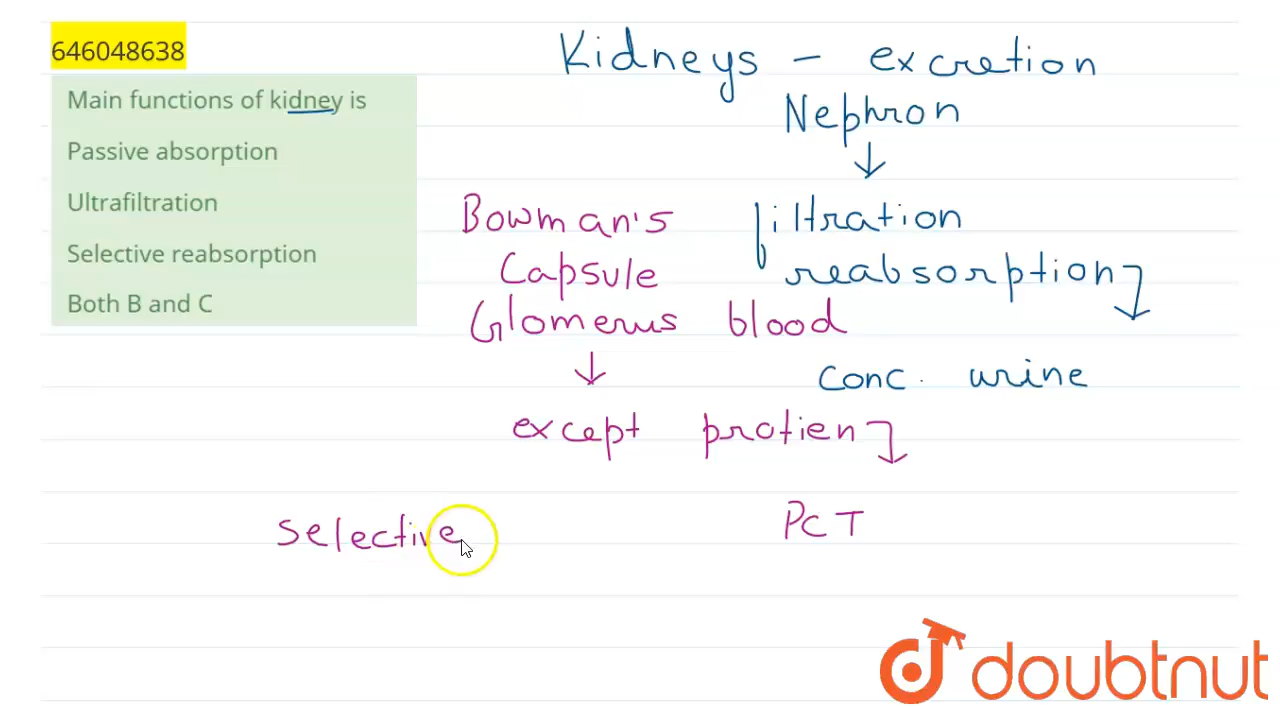 646048638
Main functions of kidney is
Passive absorption
Ultrafiltration
Selective reabsorption
Both B and C
Kidneys - excretion
Nephron
Bowman's filtration
Capsule reabsorption
Glomerus blood
conc. urine
except protien
PCT
Selective
doubtnut